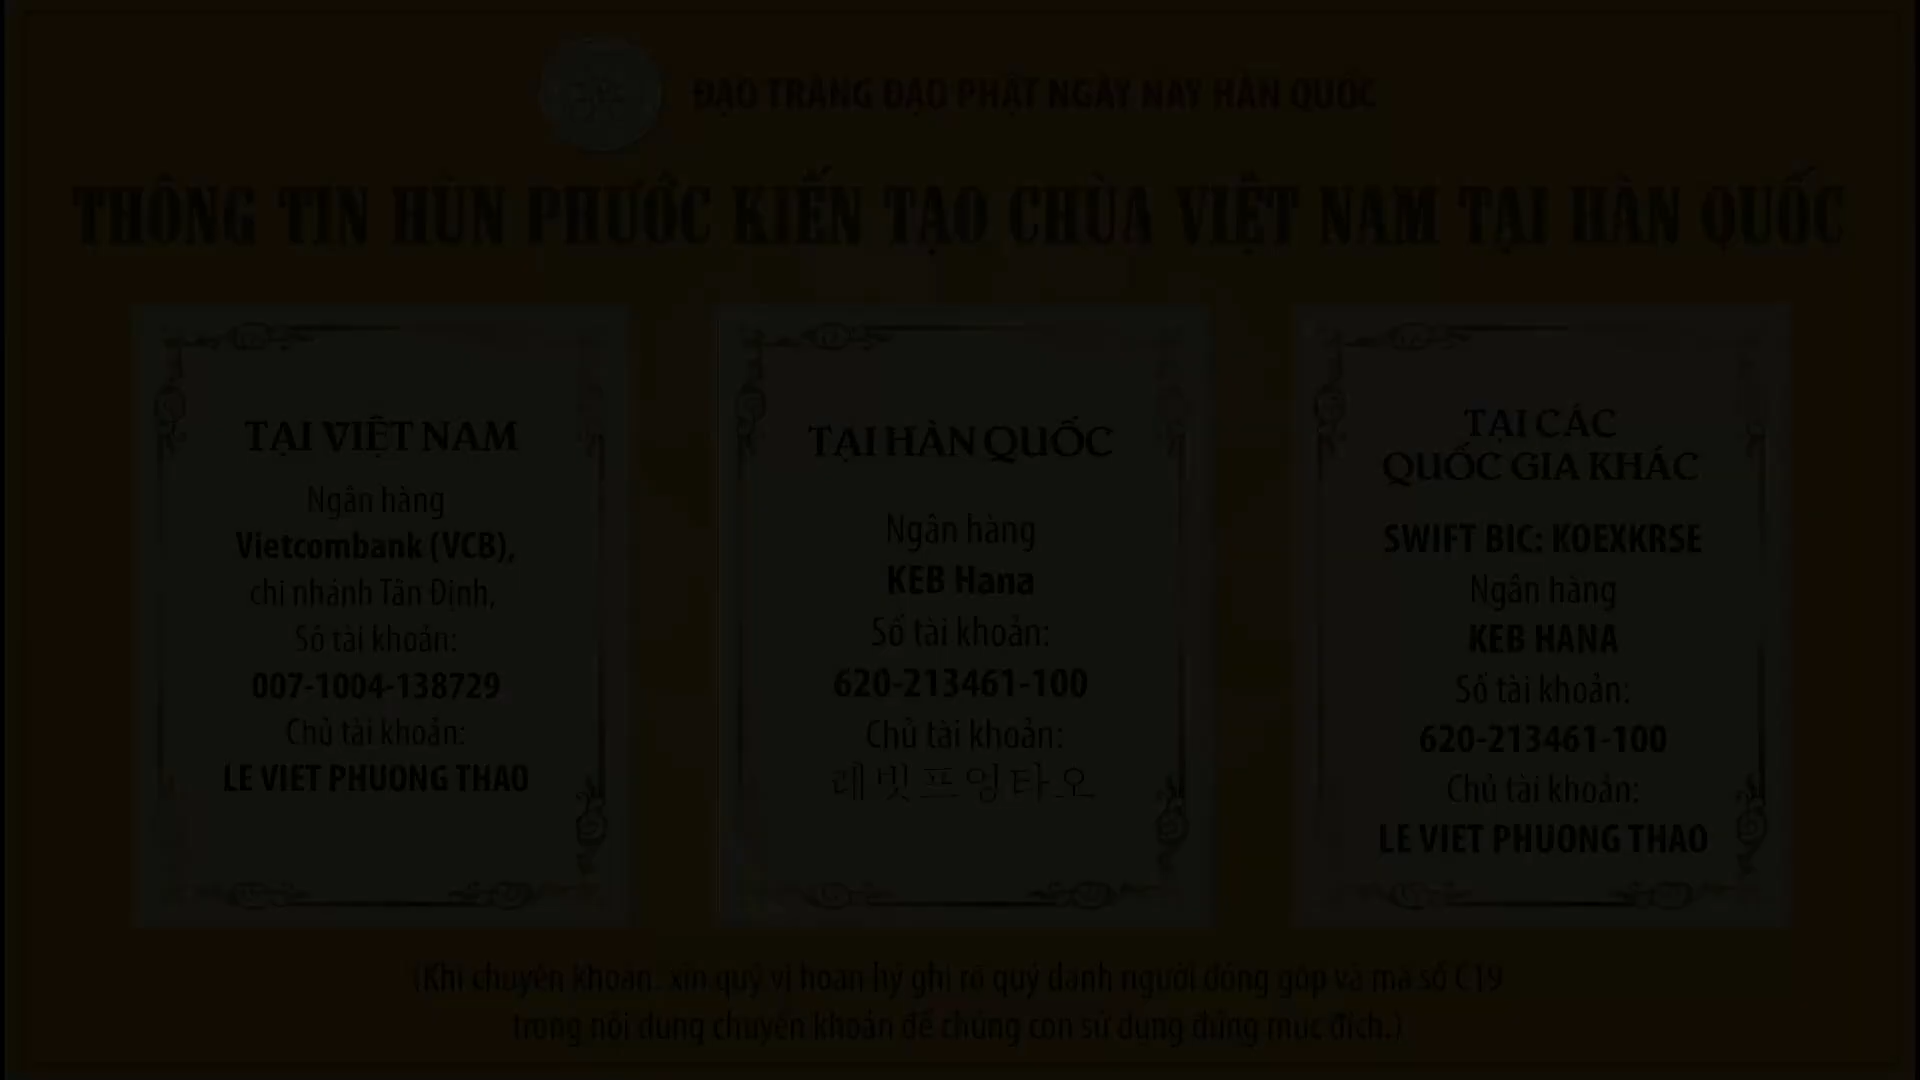 ĐẠO TRÀNG ĐẠO PHẬT NGÀY NAY HÀN QUỐC
THÔNG TIN HÙN PHƯỚC KIẾN TẠO CHÙA VIỆT NAM TẠI HÀN QUỐC
TẠI VIỆT NAM
Ngân hàng
Vietcombank (VCB),
chi nhánh Tân Định,
Số tài khoản:
007-1004-138729
Chủ tài khoản:
LE VIET PHUONG THAO
TẠI HÀN QUỐC
Ngân hàng
KEB Hana
Số tài khoản:
620-213461-100
Chủ tài khoản:
레 빗 프 엉 타 오
TẠI CÁC
QUỐC GIA KHÁC
SWIFT BIC: KOEXKRSE
Ngân hàng
KEB HANA
Số tài khoản:
620-213461-100
Chủ tài khoản:
LE VIET PHUONG THAO
(Khi chuyển khoản, xin quý vị hoan hỷ ghi rõ quý danh người đóng góp và mã số C19
trong nội dung chuyển khoản để chúng con sử dụng đúng mục đích.)